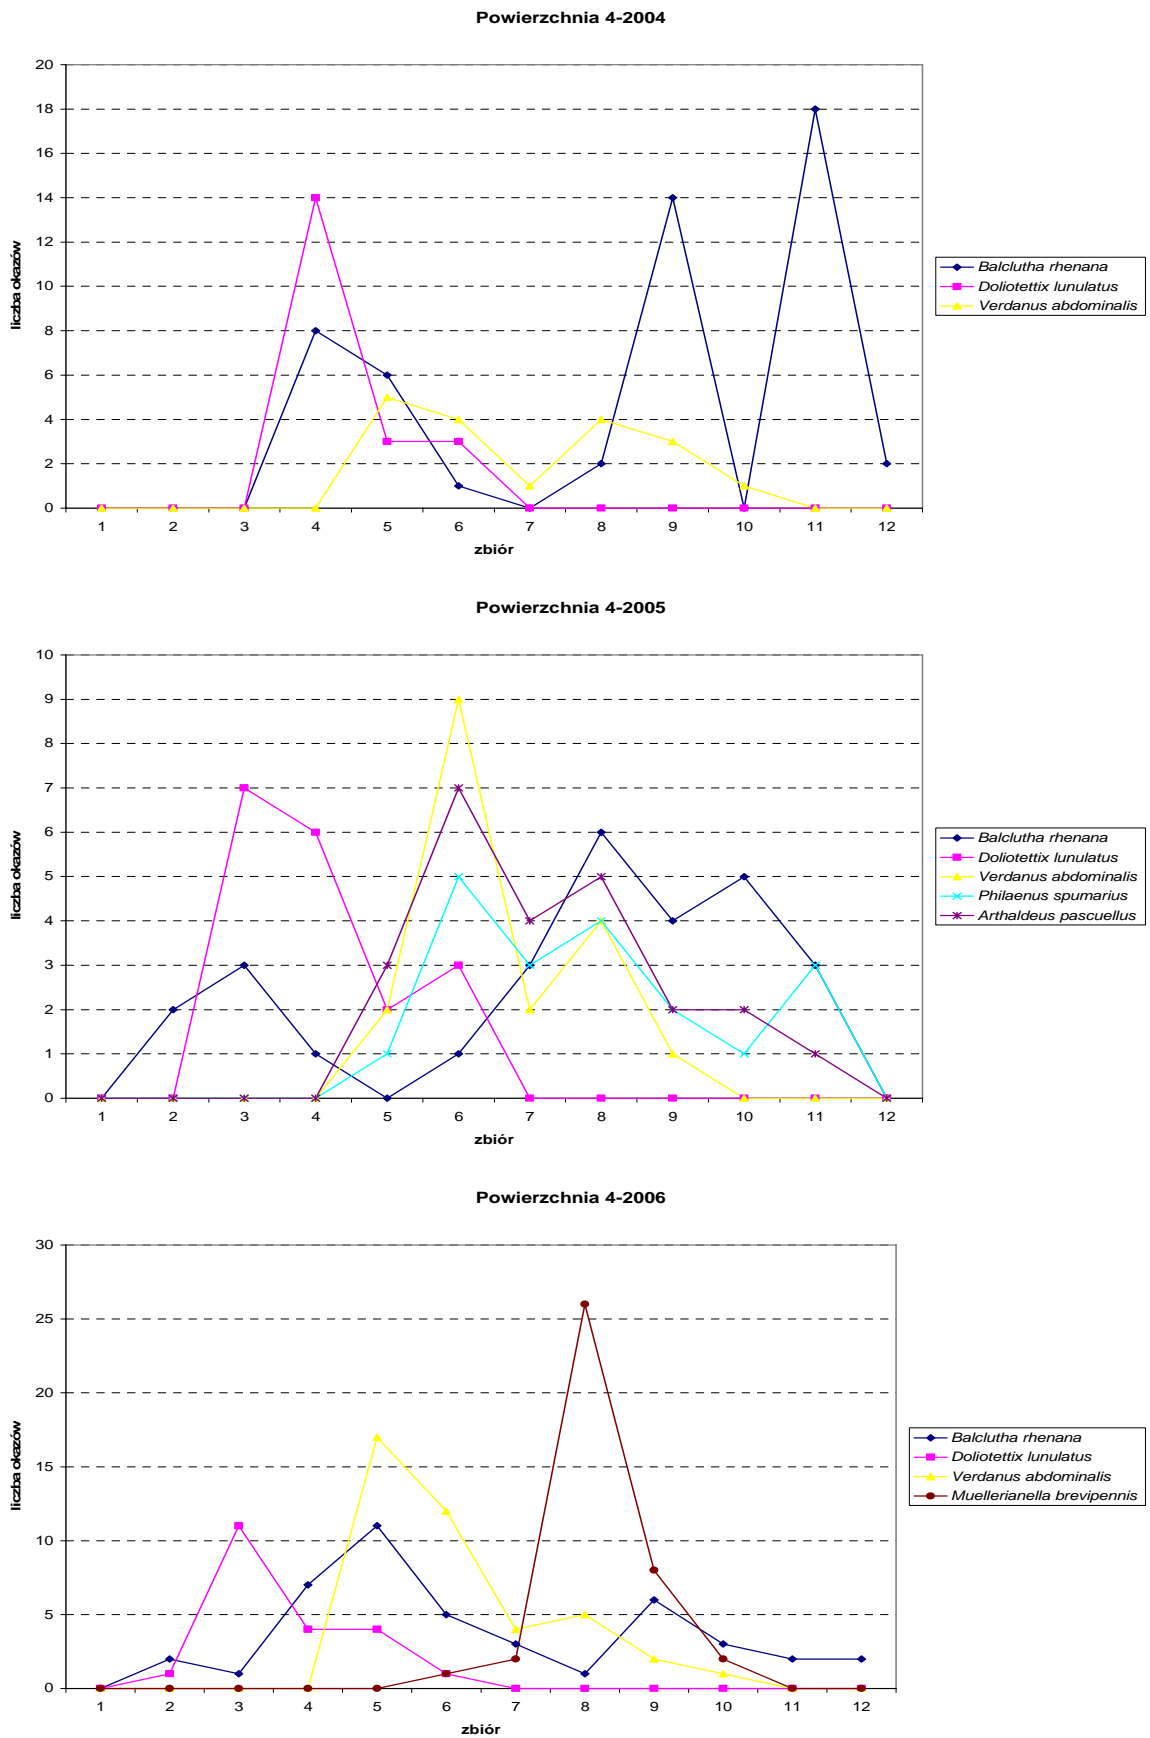 Powierzchnia 4-2004
20
18
16
14
12
10
8
6
4
2
0
liczba okazów
1 2 3 4 5 6 7 8 9 10 11 12
zbiór
Balclutha rhenana
Doliotettix lunulatus
Verdanus abdominalis
Powierzchnia 4-2005
10
9
8
7
6
5
4
3
2
1
0
liczba okazów
1 2 3 4 5 6 7 8 9 10 11 12
zbiór
Balclutha rhenana
Doliotettix lunulatus
Verdanus abdominalis
Philaenus spumarius
Arthaldeus pascuellus
Powierzchnia 4-2006
30
25
20
15
10
5
0
liczba okazów
1 2 3 4 5 6 7 8 9 10 11 12
zbiór
Balclutha rhenana
Doliotettix lunulatus
Verdanus abdominalis
Muellerianella brevipennis